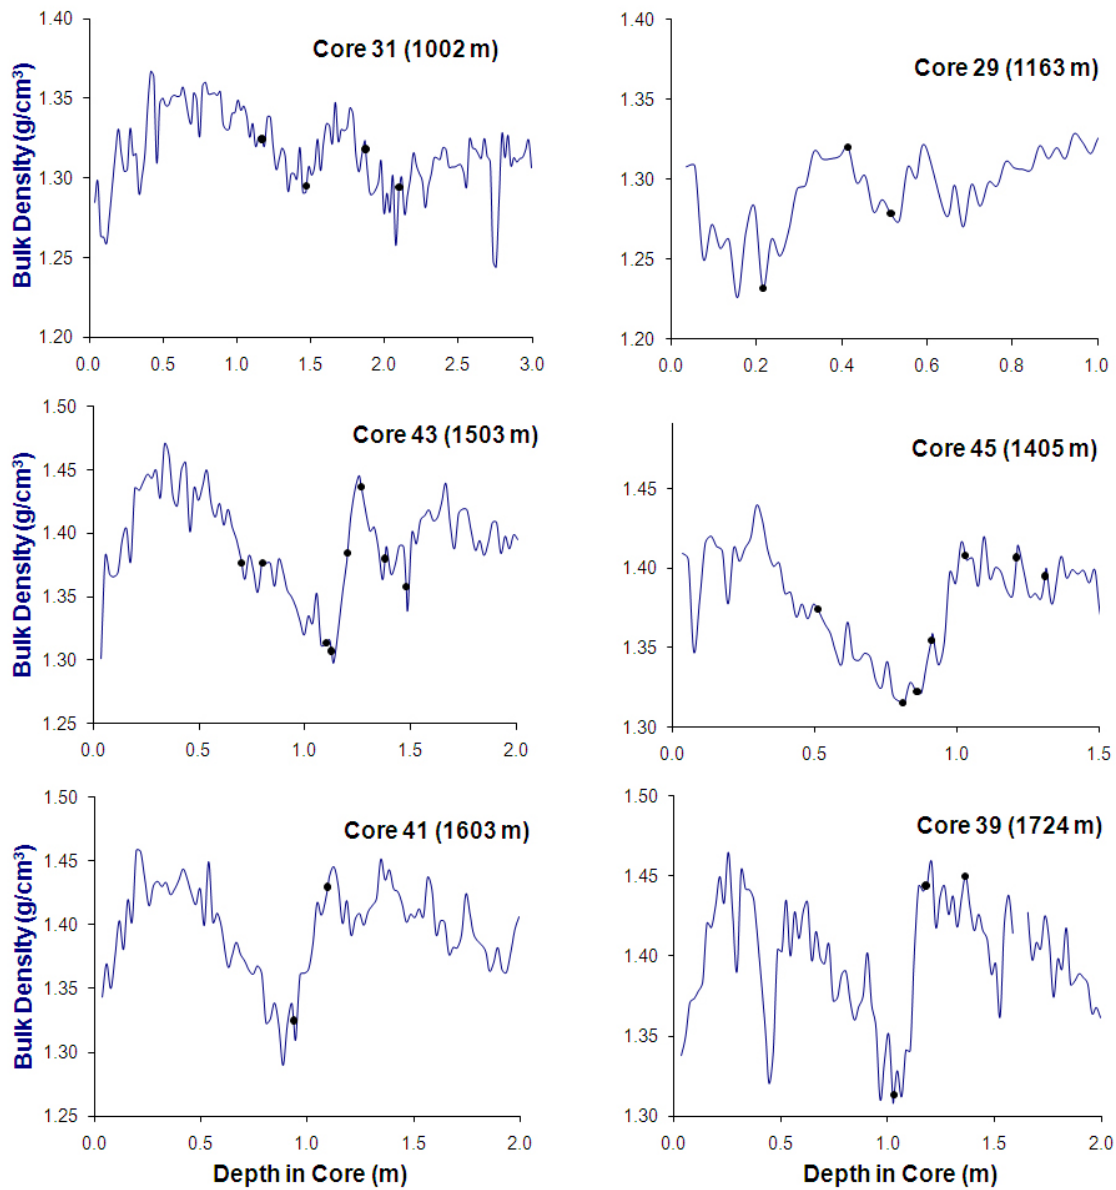 Core 31 (1002 m)
Bulk Density (g/cm³)
1.40
1.35
1.30
1.25
1.20
0.0 0.5 1.0 1.5 2.0 2.5 3.0
Core 29 (1163 m)
1.40
1.35
1.30
1.25
1.20
0.0 0.2 0.4 0.6 0.8 1.0
Core 43 (1503 m)
Bulk Density (g/cm³)
1.50
1.45
1.40
1.35
1.30
1.25
0.0 0.5 1.0 1.5 2.0
Core 45 (1405 m)
1.45
1.40
1.35
1.30
0.0 0.5 1.0 1.5
Core 41 (1603 m)
Bulk Density (g/cm³)
1.50
1.45
1.40
1.35
1.30
1.25
0.0 0.5 1.0 1.5 2.0
Depth in Core (m)
Core 39 (1724 m)
1.50
1.45
1.40
1.35
1.30
0.0 0.5 1.0 1.5 2.0
Depth in Core (m)